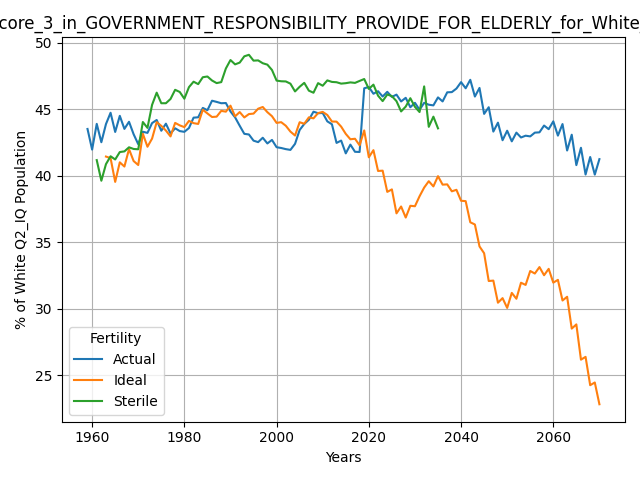 core_3_in_GOVERNMENT_RESPONSIBILITY_PROVIDE_FOR_ELDERLY_for_White_
50
45
40
35
30
25
% of White Q2_IQ Population
Fertility
Actual
Ideal
Sterile
1960 1980 2000 2020 2040 2060
Years